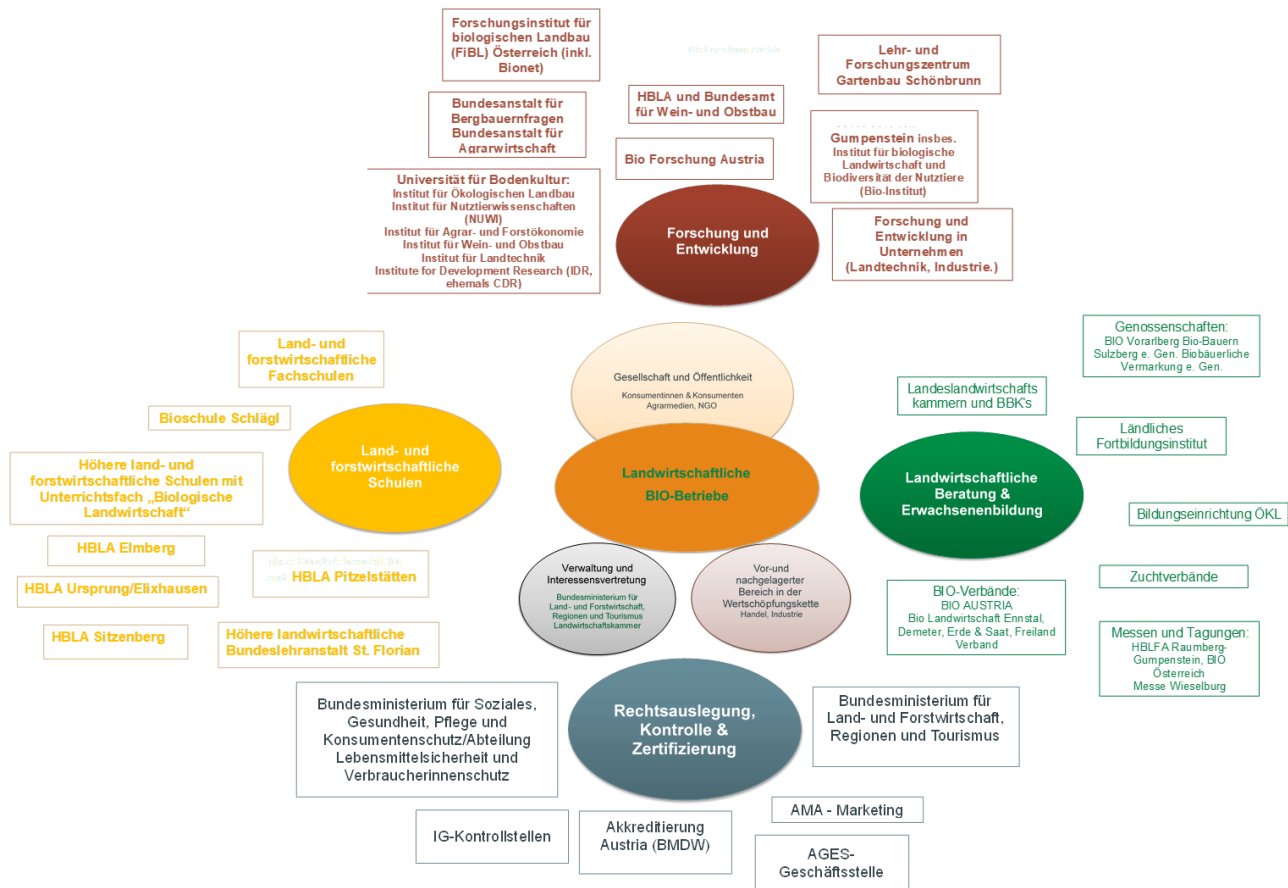 Forschungsinstitut für
biologischen Landbau
(FiBL) Österreich (inkl.
Bionet)
Lehr- und
Forschungszentrum
Gartenbau Schönbrunn
HBLA und Bundesamt
für Wein- und Obstbau
Bundesanstalt für
Bergbauernfragen
Bundesanstalt für
Agrarwirtschaft
Gumpenstein insbes.
Institut für biologische
Landwirtschaft und
Biodiversität der Nutztiere
(Bio-Institut)
Bio Forschung Austria
Universität für Bodenkultur:
Institut für Ökologischen Landbau
Institut für Nutztierwissenschaften
(NUWI)
Institut für Agrar- und Forstökonomie
Institut für Wein- und Obstbau
Institut für Landtechnik
Institute for Development Research (IDR,
ehemals CDR)
Forschung und
Entwicklung
Forschung und
Entwicklung in
Unternehmen
(Landtechnik, Industrie.)
Land- und
forstwirtschaftliche
Fachschulen
Bioschule Schlägl
Land- und
forstwirtschaftliche
Schulen
Höhere land- und
forstwirtschaftliche Schulen mit
Unterrichtsfach „Biologische
Landwirtschaft“
HBLA Elmberg
HBLA Pitzelstätten
HBLA Ursprung/Elixhausen
HBLA Sitzenberg
Höhere landwirtschaftliche
Bundeslehranstalt St. Florian
Gesellschaft und Öffentlichkeit
Konsumentinnen & Konsumenten
Agrarmedien, NGO
Landwirtschaftliche
BIO-Betriebe
Verwaltung und
Interessensvertretung
Bundesministerium für
Land- und Forstwirtschaft,
Regionen und Tourismus
Landwirtschaftskammer
Vor-und
nachgelagerter
Bereich in der
Wertschöpfungskette
Handel, Industrie
Genossenschaften:
BIO Vorarlberg Bio-Bauern
Sulzberg e. Gen. Biobäuerliche
Vermarkung e. Gen.
Landeslandwirtschafts
kammern und BBK's
Ländliches
Fortbildungsinstitut
Landwirtschaftliche
Beratung &
Erwachsenenbildung
Bildungseinrichtung ÖKL
Zuchtverbände
BIO-Verbände:
BIO AUSTRIA
Bio Landwirtschaft Ennstal,
Demeter, Erde & Saat, Freiland
Verband
Messen und Tagungen:
HBLFA Raumberg-
Gumpenstein, BIO
Österreich
Messe Wieselburg
Bundesministerium für Soziales,
Gesundheit, Pflege und
Konsumentenschutz/Abteilung
Lebensmittelsicherheit und
Verbraucherinnenschutz
Rechtsauslegung,
Kontrolle &
Zertifizierung
Bundesministerium für
Land- und Forstwirtschaft,
Regionen und Tourismus
IG-Kontrollstellen
Akkreditierung
Austria (BMDW)
AMA - Marketing
AGES-
Geschäftsstelle